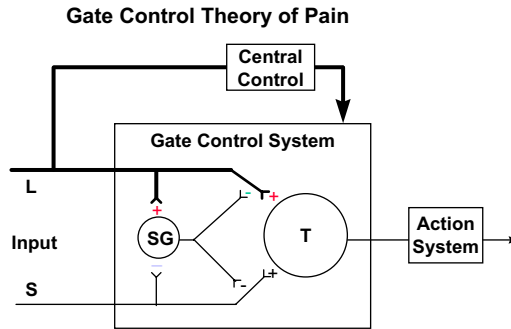 Gate Control Theory of Pain
Central
Control
Gate Control System
L
- +
+
SG
T
Action
System
Input
–
+
-
S